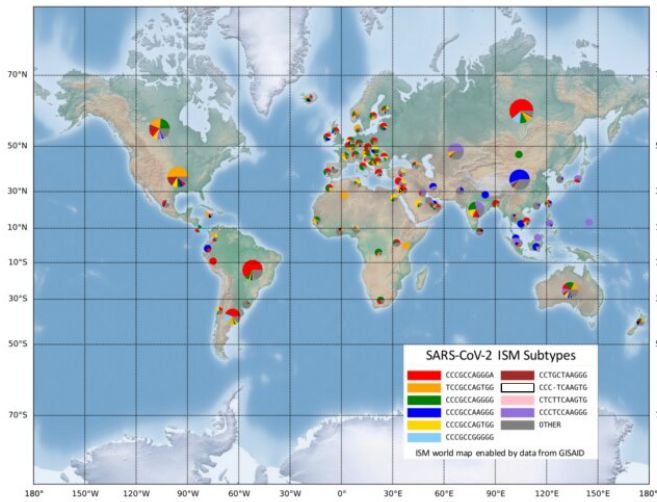 70°N
50°N
30°N
10°N
10°S
30°S
50°S
70°S
SARS-CoV-2 ISM Subtypes
CCCGCCAGGGA
TCCGCCAGTGG
CCCGCCAGGGG
CCCGCCAAGGG
CCCGCCAGTGG
CCCGCCGGGGG
CCTGCTAAGGG
CCC-TCAAGTG
CTCTTCAAGTG
CCCTCCAAGGG
OTHER
ISM world map enabled by data from GISAID
180°W 150°W 120°W 90°W 60°W 30°W 0° 30°E 60°E 90°E 120°E 150°E 180°